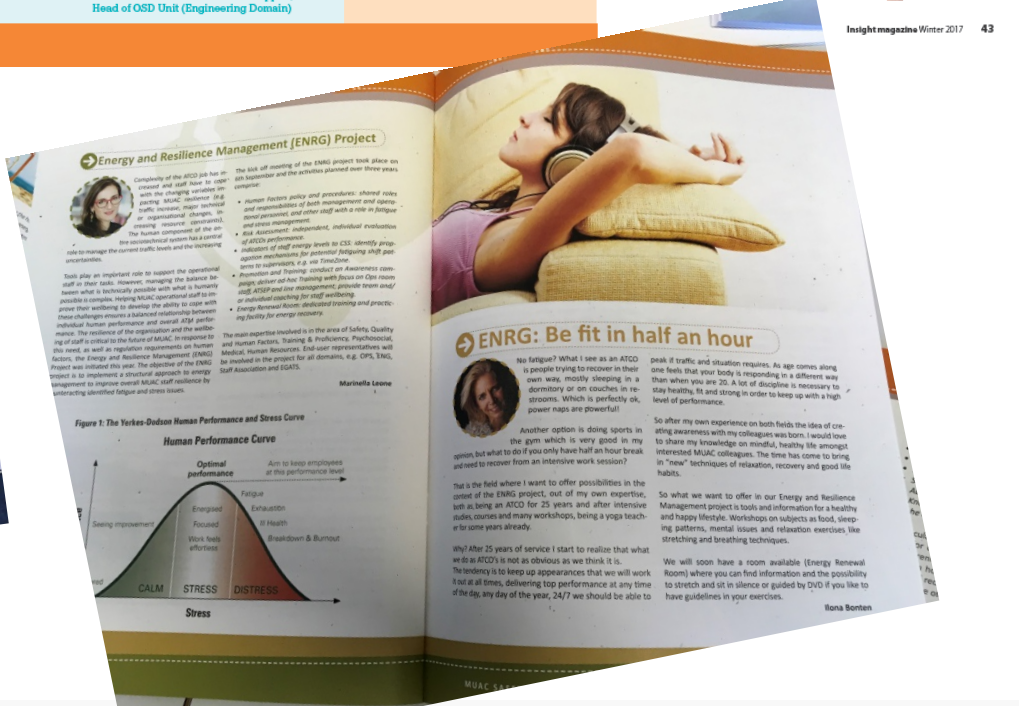 Head of OSD Unit (Engineering Domain)
Insight magazine Winter 2017 43
Energy and Resilience Management (ENRG) Project
Complexity of the ATCO job has in-
creased and staff have to cope
with the changing variables im-
pacting MUAC resilience (e.g.
traffic increase, major technical
or organisational changes, in-
creasing resource constraints).
The human component of the en-
tire sociotechnical system has a central
role to manage the current traffic levels and the increasing
uncertainties.
Tools play an important role to support the operational
staff in their tasks. However, managing the balance be-
tween what is technically possible with what is humanly
possible is complex. Helping MUAC operational staff to im-
prove their wellbeing to develop the ability to cope with
these challenges ensures a balanced relationship between
individual human performance and overall ATM perfor-
mance. The resilience of the organisation and the wellbe-
ing of staff is critical to the future of MUAC. In response to
this need, as well as regulation requirements on human
factors, the Energy and Resilience Management (ENRG)
Project was initiated this year. The objective of the ENRG
project is to implement a structural approach to energy
management to improve overall MUAC staff resilience by
unteracting identified fatigue and stress issues.
The kick off meeting of the ENRG project took place on
6th September and the activities planned over three years
comprise:
• Human Factors policy and procedures: shared roles
and responsibilities of both management and opera-
tional personnel, and other staff with a role in fatigue
and stress management.
• Risk Assessment: independent, individual evaluation
of ATCOs performance.
• Indicators of staff energy levels to CSS: identify prop-
agation mechanisms for potential fatiguing shift pat-
terns to supervisors, e.g. via TimeZone.
• Promotion and Training: conduct an Awareness cam-
paign, deliver ad-hoc Training with focus on Ops room
staff, ATSEP and line management, provide team and/
or individual coaching for staff wellbeing.
• Energy Renewal Room: dedicated training and practic-
ing facility for energy recovery.
The main expertise involved is in the area of Safety, Quality
and Human Factors, Training & Proficiency, Psychosocial,
Medical, Human Resources. End-user representatives will
be involved in the project for all domains, e.g. OPS, ENG,
Staff Association and EGATS.
Marinella Leone
Figure 1: The Yerkes-Dodson Human Performance and Stress Curve
Human Performance Curve
Optimal
performance
Aim to keep employees
at this performance level
Fatigue
Energised
Exhaustion
Seeing improvement
Focused
Ill Health
Work feels
effortless
Breakdown & Burnout
CALM STRESS DISTRESS
Stress
ENRG: Be fit in half an hour
No fatigue? What I see as an ATCO
is people trying to recover in their
own way, mostly sleeping in a
dormitory or on couches in re-
strooms. Which is perfectly ok,
power naps are powerful!
Another option is doing sports in
the gym which is very good in my
opinion, but what to do if you only have half an hour break
and need to recover from an intensive work session?
That is the field where I want to offer possibilities in the
context of the ENRG project, out of my own expertise,
both as being an ATCO for 25 years and after intensive
studies, courses and many workshops, being a yoga teach-
er for some years already.
Why? After 25 years of service I start to realize that what
we do as ATCO's is not as obvious as we think it is.
The tendency is to keep up appearances that we will work
it out at all times, delivering top performance at any time
of the day, any day of the year, 24/7 we should be able to
peak if traffic and situation requires. As age comes along
one feels that your body is responding in a different way
than when you are 20. A lot of discipline is necessary to
stay healthy, fit and strong in order to keep up with a high
level of performance.
So after my own experience on both fields the idea of cre-
ating awareness with my colleagues was born. I would love
to share my knowledge on mindful, healthy life amongst
interested MUAC colleagues. The time has come to bring
in "new" techniques of relaxation, recovery and good life
habits.
So what we want to offer in our Energy and Resilience
Management project is tools and information for a healthy
and happy lifestyle. Workshops on subjects as food, sleep-
ing patterns, mental issues and relaxation exercises like
stretching and breathing techniques.
We will soon have a room available (Energy Renewal
Room) where you can find information and the possibility
to stretch and sit in silence or guided by DVD if you like to
have guidelines in your exercises.
Ilona Bonten
MUAC